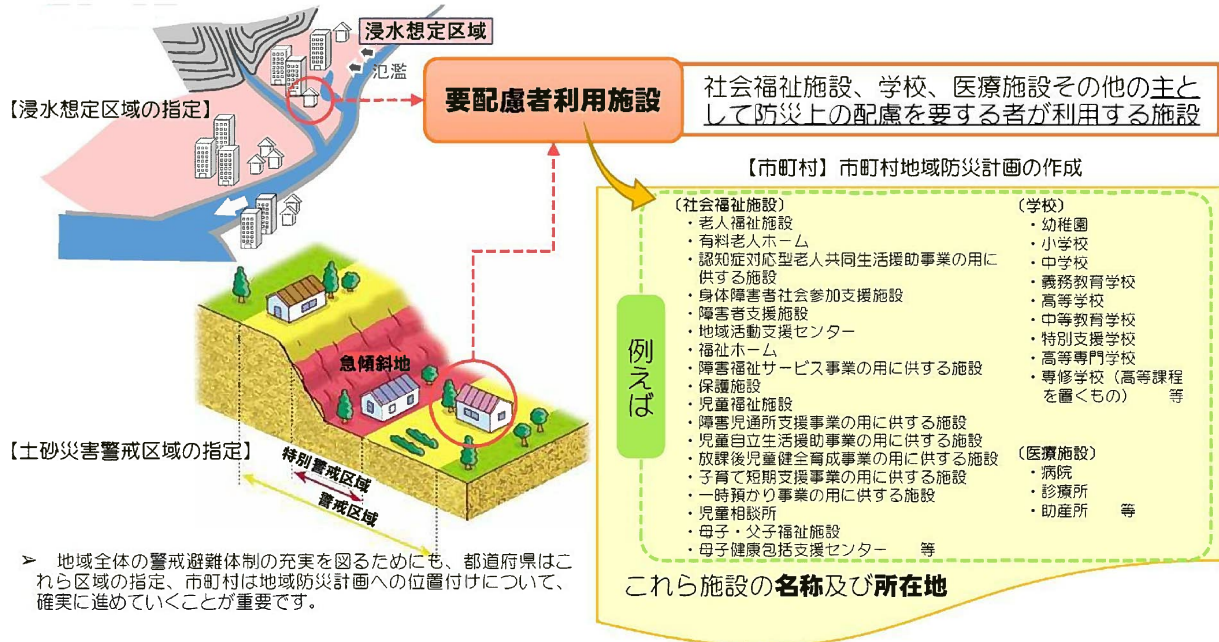 浸水想定区域
氾濫
【浸水想定区域の指定】
要配慮者利用施設
社会福祉施設、学校、医療施設その他の主と
して防災上の配慮を要する者が利用する施設
【市町村】市町村地域防災計画の作成
例えば
（社会福祉施設）
・老人福祉施設
・有料老人ホーム
・認知症対応型老人共同生活援助事業の用に
供する施設
・身体障害者社会参加支援施設
・障害者支援施設
・地域活動支援センター
・福祉ホーム
・障害福祉サービス事業の用に供する施設
・保護施設
・児童福祉施設
・障害児通所支援事業の用に供する施設
・児童自立生活援助事業の用に供する施設
・放課後児童健全育成事業の用に供する施設
・子育て短期支援事業の用に供する施設
・一時預かり事業の用に供する施設
・児童相談所
・母子・父子福祉施設
・母子健康包括支援センター　等
（学校）
・幼稚園
・小学校
・中学校
・義務教育学校
・高等学校
・中等教育学校
・特別支援学校
・高等専門学校
・専修学校（高等課程
を置くもの）　等
（医療施設）
・病院
・診療所
・助産所　等
これら施設の名称及び所在地
急傾斜地
【土砂災害警戒区域の指定】
特別警戒区域
警戒区域
➢ 地域全体の警戒避難体制の充実を図るためにも、都道府県はこ
れら区域の指定、市町村は地域防災計画への位置付けについて、
確実に進めていくことが重要です。